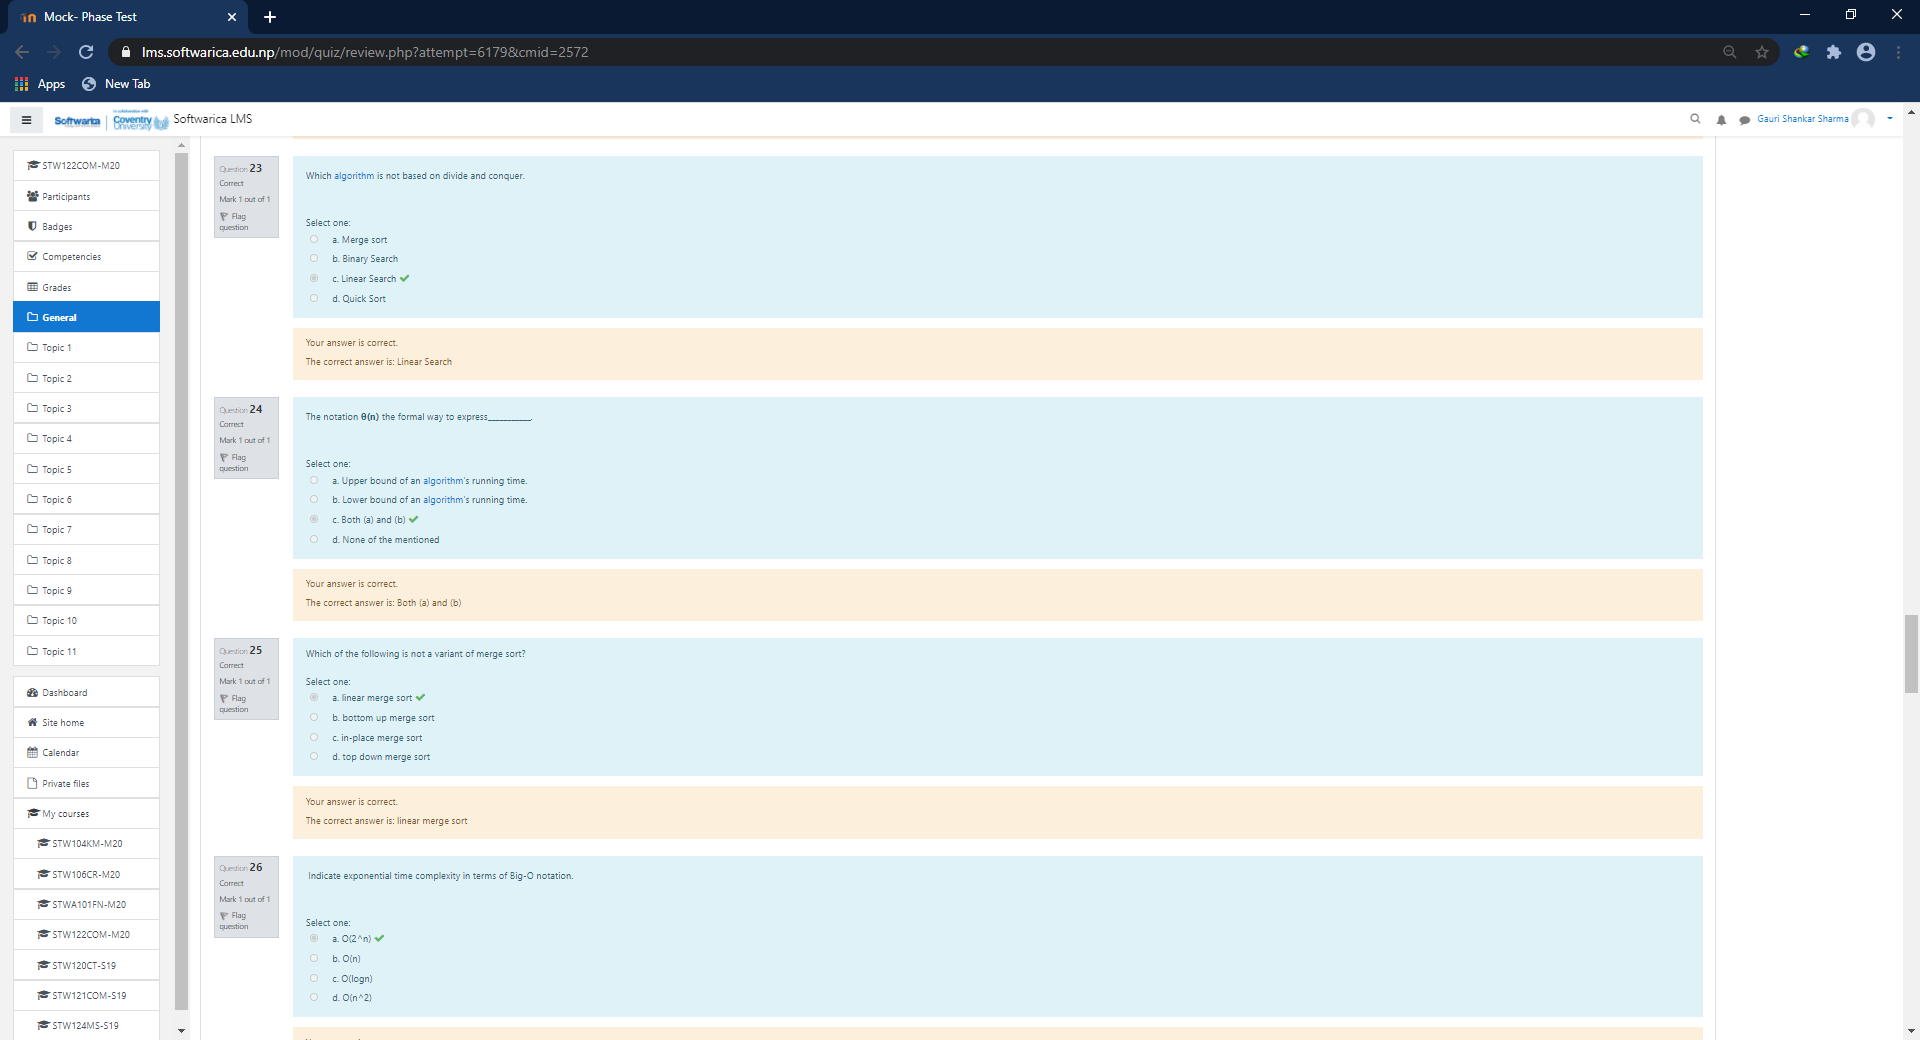 Mock- Phase Test
lms.softwarica.edu.np/mod/quiz/review.php?attempt=6179&cmid=2572
Apps
New Tab
Softwarica
In collaboration with
Coventry
University
Softwarica LMS
Gauri Shankar Sharma
STW122COM-M20
Participants
Badges
Competencies
Grades
General
Topic 1
Topic 2
Topic 3
Topic 4
Topic 5
Topic 6
Topic 7
Topic 8
Topic 9
Topic 10
Topic 11
Dashboard
Site home
Calendar
Private files
My courses
STW104KM-M20
STW106CR-M20
STWA101FN-M20
STW122COM-M20
STW120CT-S19
STW121COM-S19
STW124MS-S19
Question 23
Correct
Mark 1 out of 1
Flag
question
Which algorithm is not based on divide and conquer.
Select one:
a. Merge sort
b. Binary Search
c. Linear Search
d. Quick Sort
Your answer is correct.
The correct answer is: Linear Search
Question 24
Correct
Mark 1 out of 1
Flag
question
The notation θ(n) the formal way to express__________.
Select one:
a. Upper bound of an algorithm's running time.
b. Lower bound of an algorithm's running time.
c. Both (a) and (b)
d. None of the mentioned
Your answer is correct.
The correct answer is: Both (a) and (b)
Question 25
Correct
Mark 1 out of 1
Flag
question
Which of the following is not a variant of merge sort?
Select one:
a. linear merge sort
b. bottom up merge sort
c. in-place merge sort
d. top down merge sort
Your answer is correct.
The correct answer is: linear merge sort
Question 26
Correct
Mark 1 out of 1
Flag
question
Indicate exponential time complexity in terms of Big-O notation.
Select one:
a. O(2^n)
b. O(n)
c. O(logn)
d. O(n^2)